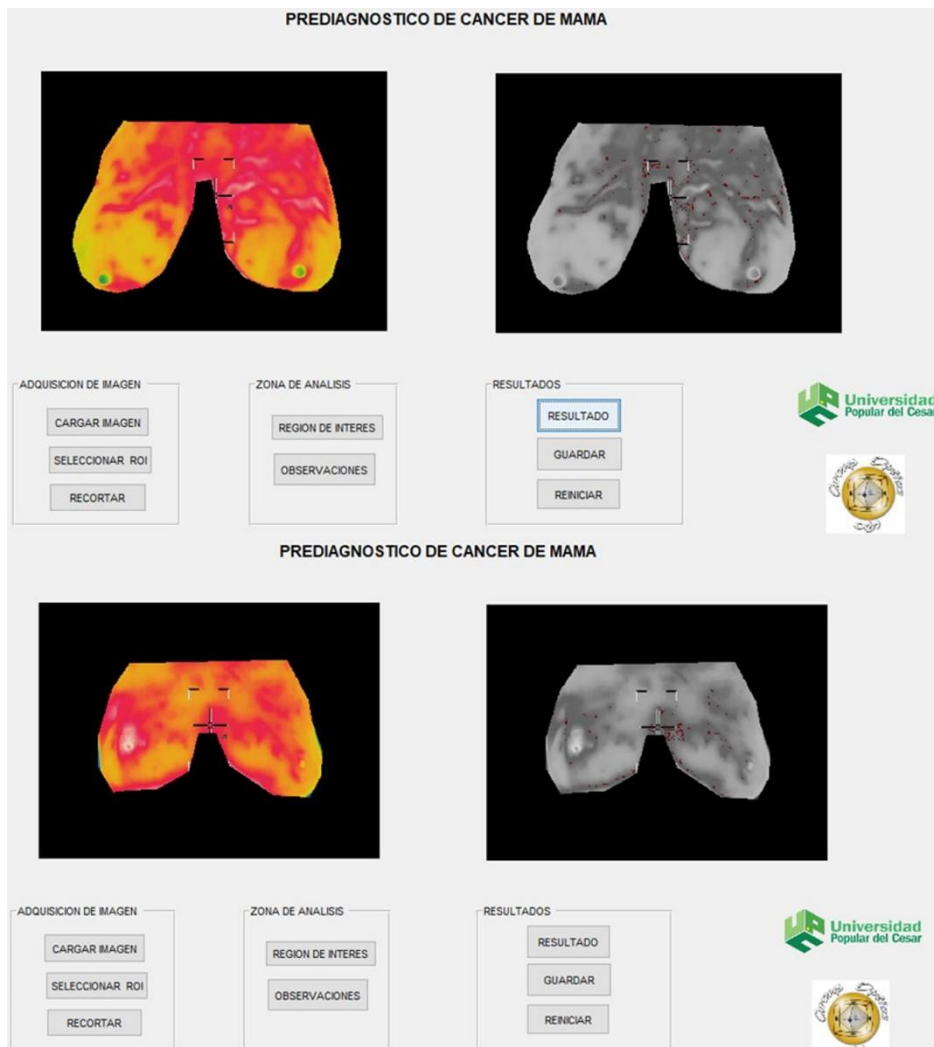 PREDIAGNOSTICO DE CANCER DE MAMA
ADQUISICION DE IMAGEN
CARGAR IMAGEN
SELECCIONAR ROI
RECORTAR
ZONA DE ANALISIS
REGION DE INTERES
OBSERVACIONES
RESULTADOS
RESULTADO
GUARDAR
REINICIAR
Universidad
Popular del Cesar
PREDIAGNOSTICO DE CANCER DE MAMA
ADQUISICION DE IMAGEN
CARGAR IMAGEN
SELECCIONAR ROI
RECORTAR
ZONA DE ANALISIS
REGION DE INTERES
OBSERVACIONES
RESULTADOS
RESULTADO
GUARDAR
REINICIAR
Universidad
Popular del Cesar